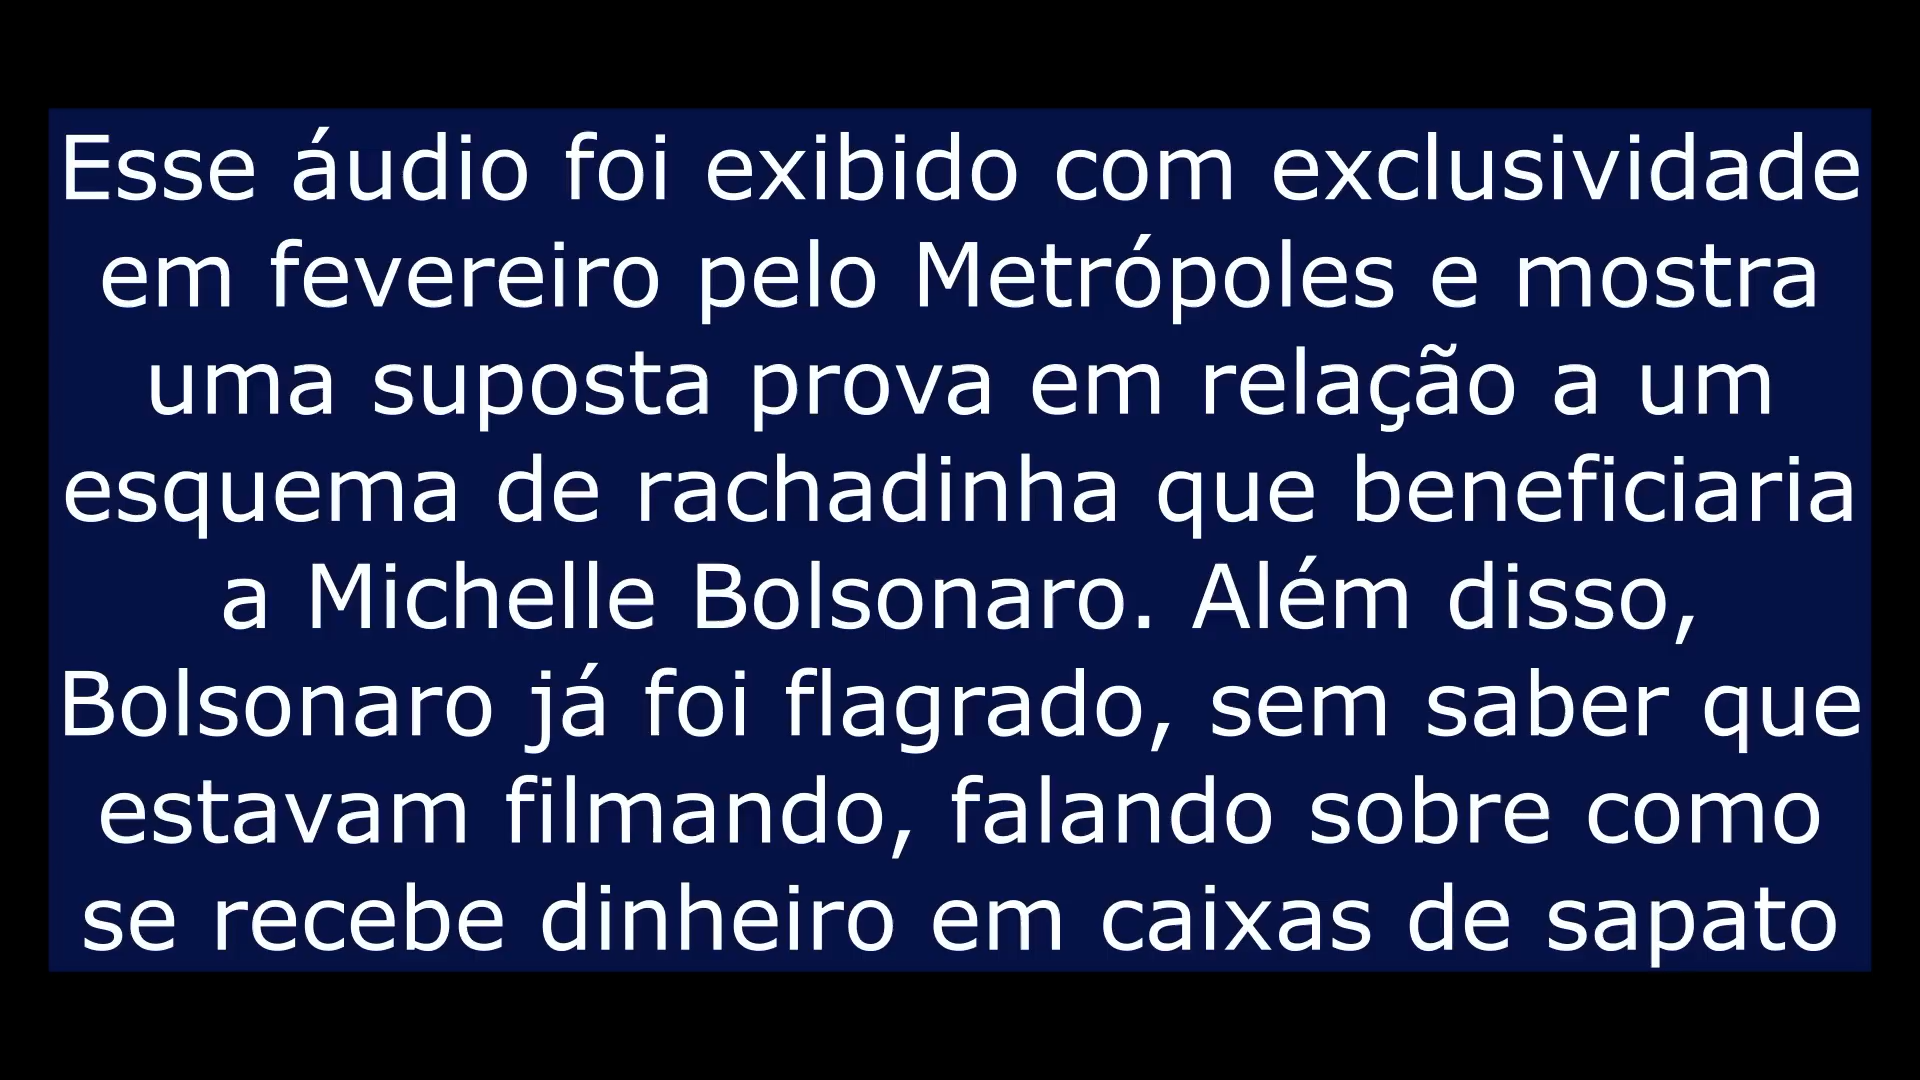 Esse áudio foi exibido com exclusividade
em fevereiro pelo Metrópoles e mostra
uma suposta prova em relação a um
esquema de rachadinha que beneficiaria
a Michelle Bolsonaro. Além disso,
Bolsonaro já foi flagrado, sem saber que
estavam filmando, falando sobre como
se recebe dinheiro em caixas de sapato